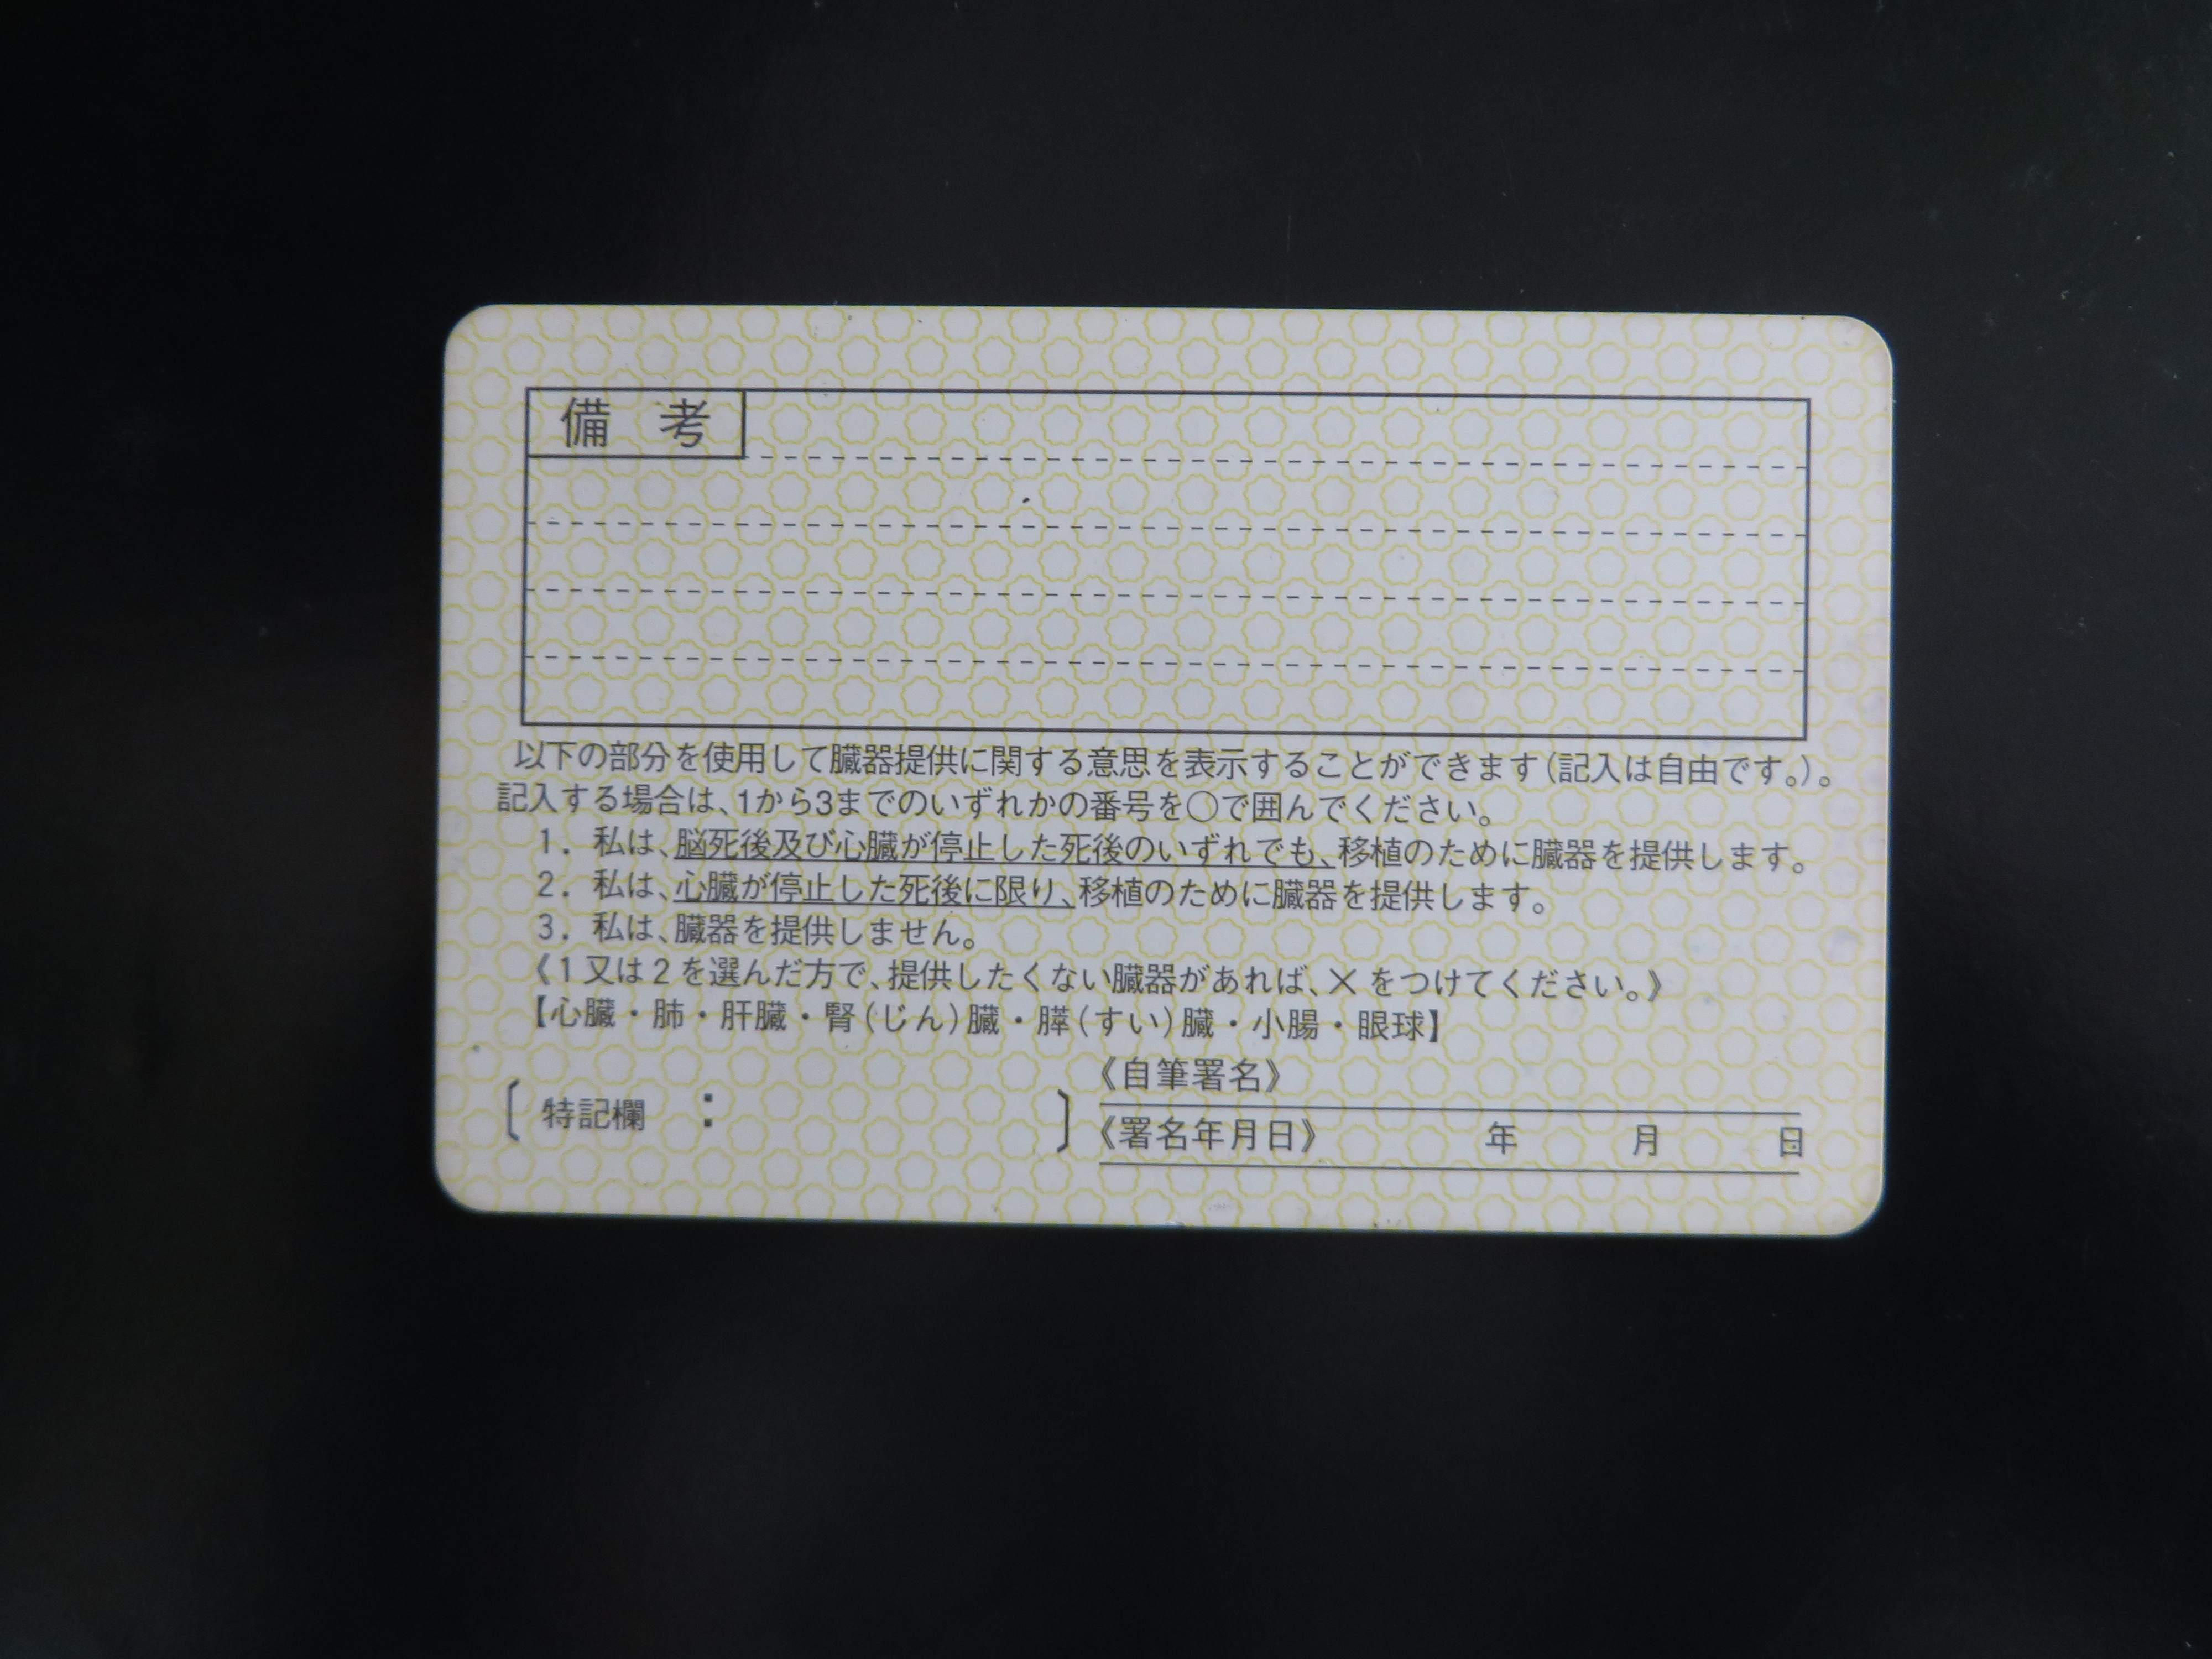 備 考
以下の部分を使用して臓器提供に関する意思を表示することができます(記入は自由です。)。
記入する場合は、1から3までのいずれかの番号を○で囲んでください。
1. 私は、脳死後及び心臓が停止した死後のいずれでも、移植のために臓器を提供します。
2. 私は、心臓が停止した死後に限り、移植のために臓器を提供します。
3. 私は、臓器を提供しません。
《1又は2を選んだ方で、提供したくない臓器があれば、×をつけてください。》
【心臓・肺・肝臓・腎(じん)臓・膵(すい)臓・小腸・眼球】
〔特記欄 : 〕
《自筆署名》
《署名年月日》 年 月 日